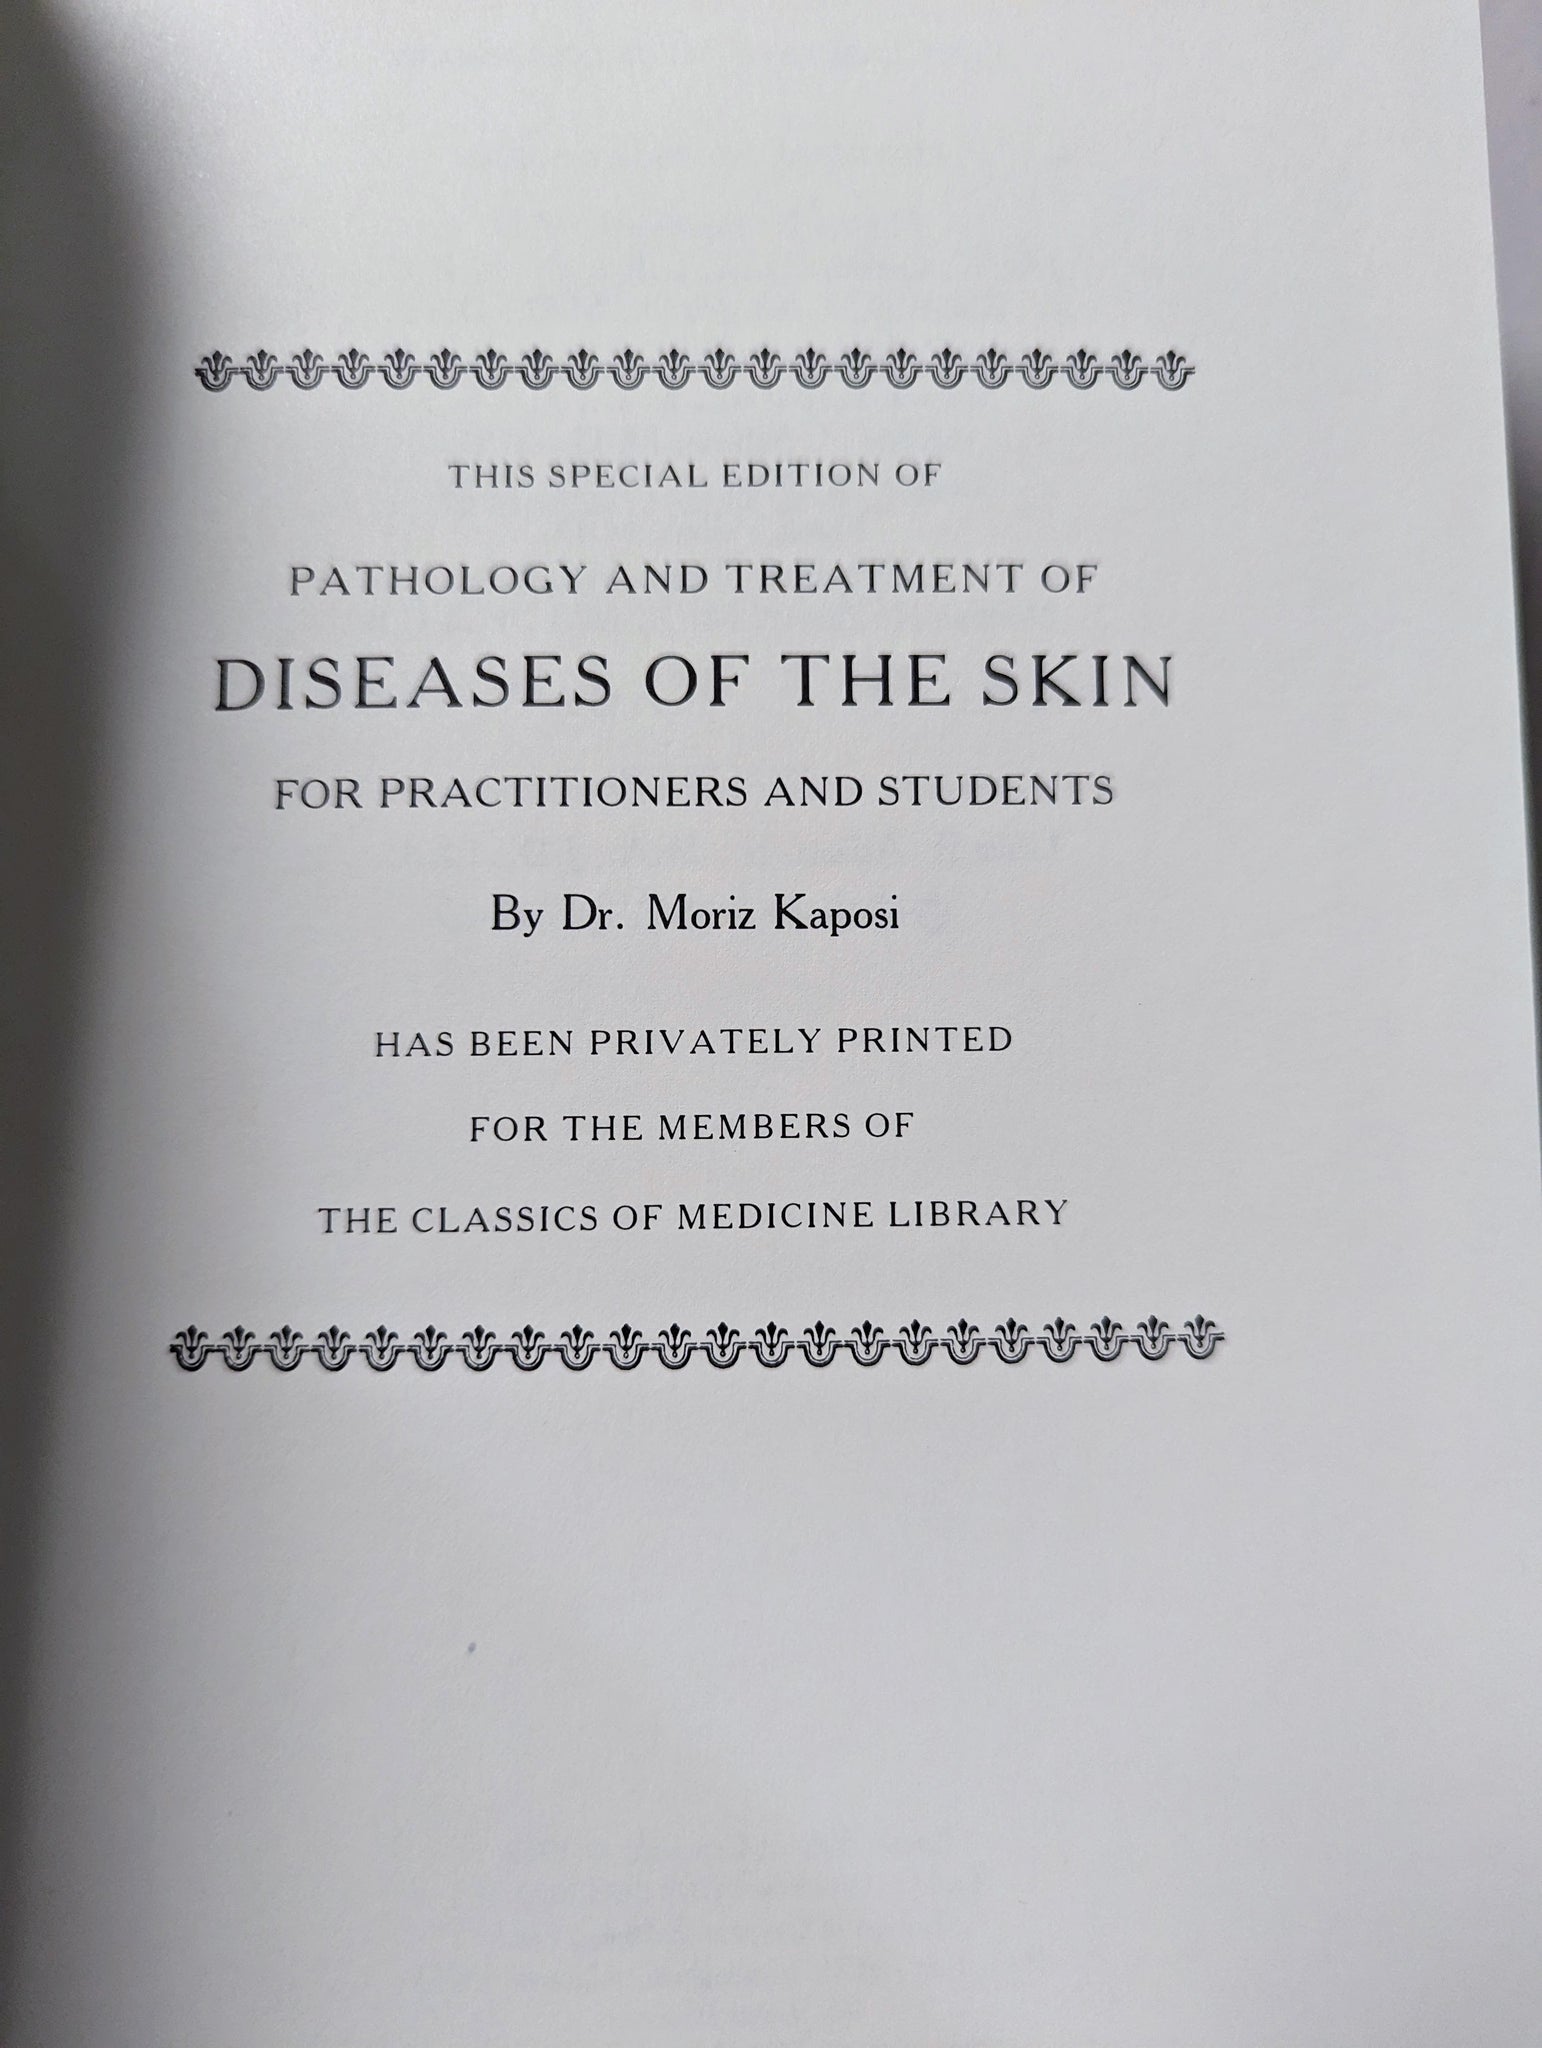 THIS SPECIAL EDITION OF
PATHOLOGY AND TREATMENT OF
DISEASES OF THE SKIN
FOR PRACTITIONERS AND STUDENTS
By Dr. Moriz Kaposi
HAS BEEN PRIVATELY PRINTED
FOR THE MEMBERS OF
THE CLASSICS OF MEDICINE LIBRARY